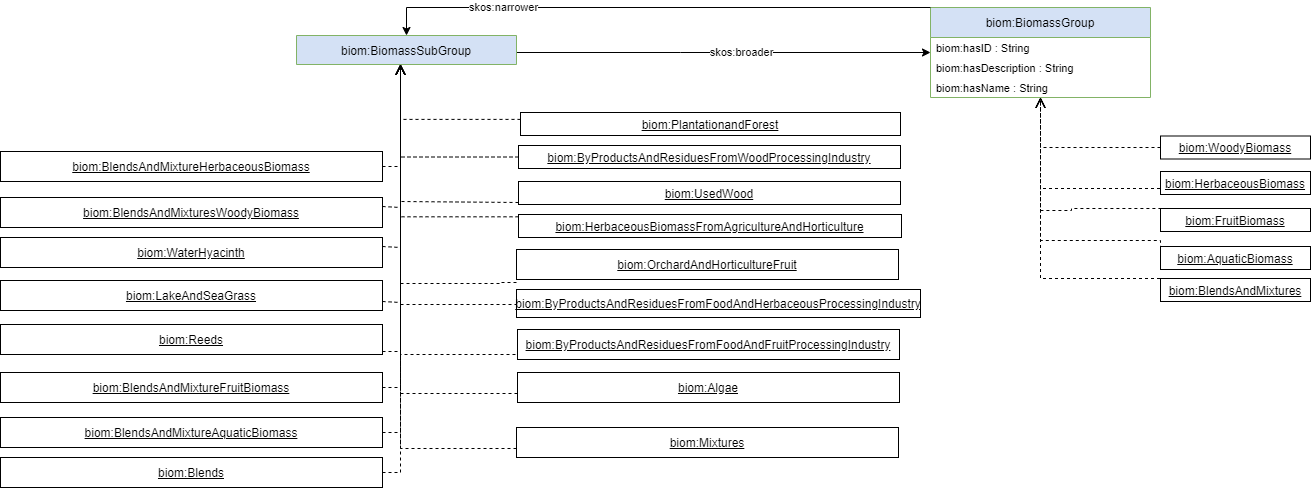 skos:narrower
biom:BiomassGroup
biom:hasID : String
biom:hasDescription : String
biom:hasName : String
biom:BiomassSubGroup
skos:broader
biom:PlantationandForest
biom:ByProductsAndResiduesFromWoodProcessingIndustry
biom:UsedWood
biom:HerbaceousBiomassFromAgricultureAndHorticulture
biom:OrchardAndHorticultureFruit
biom:ByProductsAndResiduesFromFoodAndHerbaceousProcessingIndustry
biom:ByProductsAndResiduesFromFoodAndFruitProcessingIndustry
biom:Algae
biom:Mixtures
biom:BlendsAndMixtureHerbaceousBiomass
biom:BlendsAndMixturesWoodyBiomass
biom:WaterHyacinth
biom:LakeAndSeaGrass
biom:Reeds
biom:BlendsAndMixtureFruitBiomass
biom:BlendsAndMixtureAquaticBiomass
biom:Blends
biom:WoodyBiomass
biom:HerbaceousBiomass
biom:FruitBiomass
biom:AquaticBiomass
biom:BlendsAndMixtures